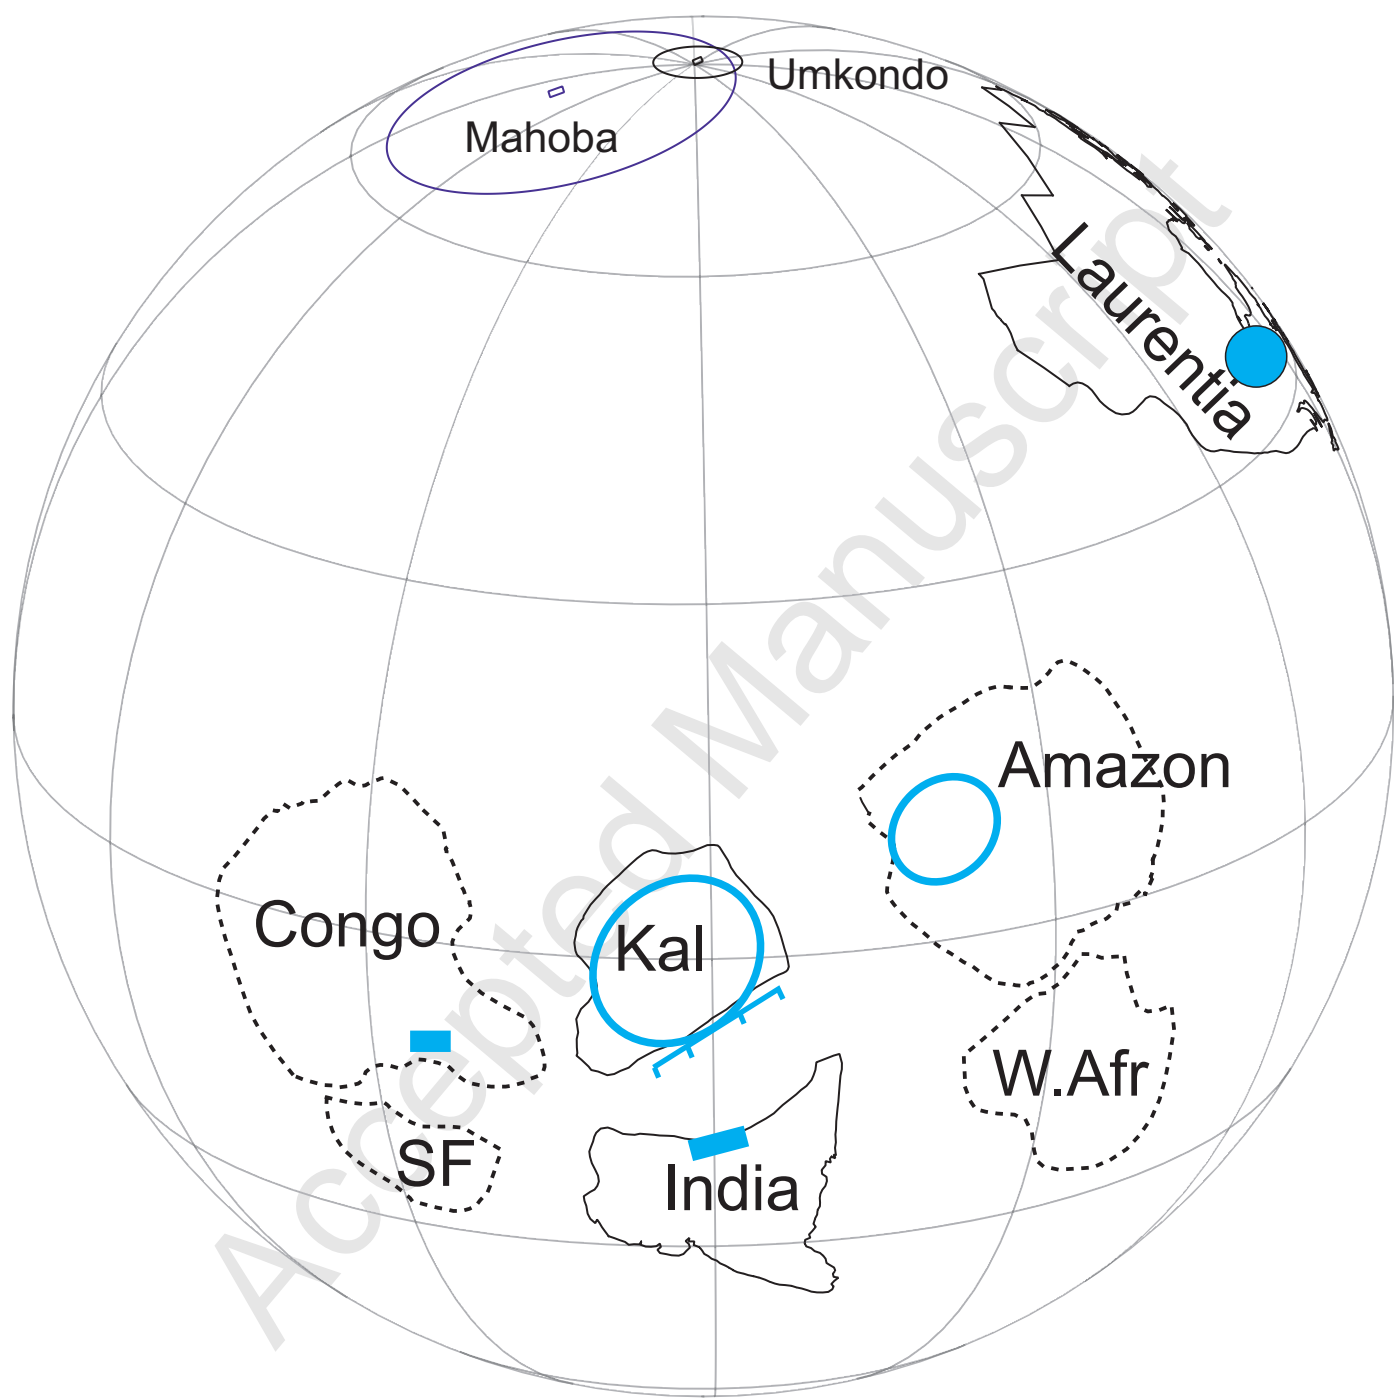 Umkondo
Mahoba
Laurentia
Amazon
Congo
Kal
W.Afr
SF
India
Accepted Manuscript